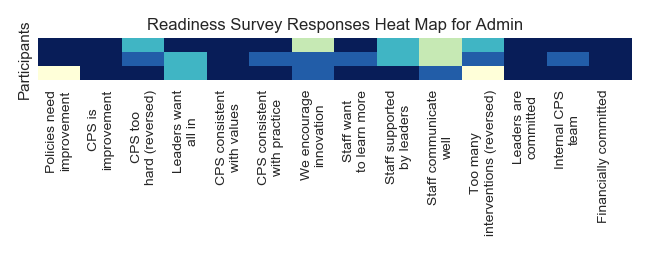 Readiness Survey Responses Heat Map for Admin
Participants
Policies need
improvement
CPS is
improvement
CPS too
hard (reversed)
Leaders want
all in
CPS consistent
with values
CPS consistent
with practice
We encourage
innovation
Staff want
to learn more
Staff supported
by leaders
Staff communicate
well
Too many
interventions (reversed)
Leaders are
committed
Internal CPS
team
Financially committed